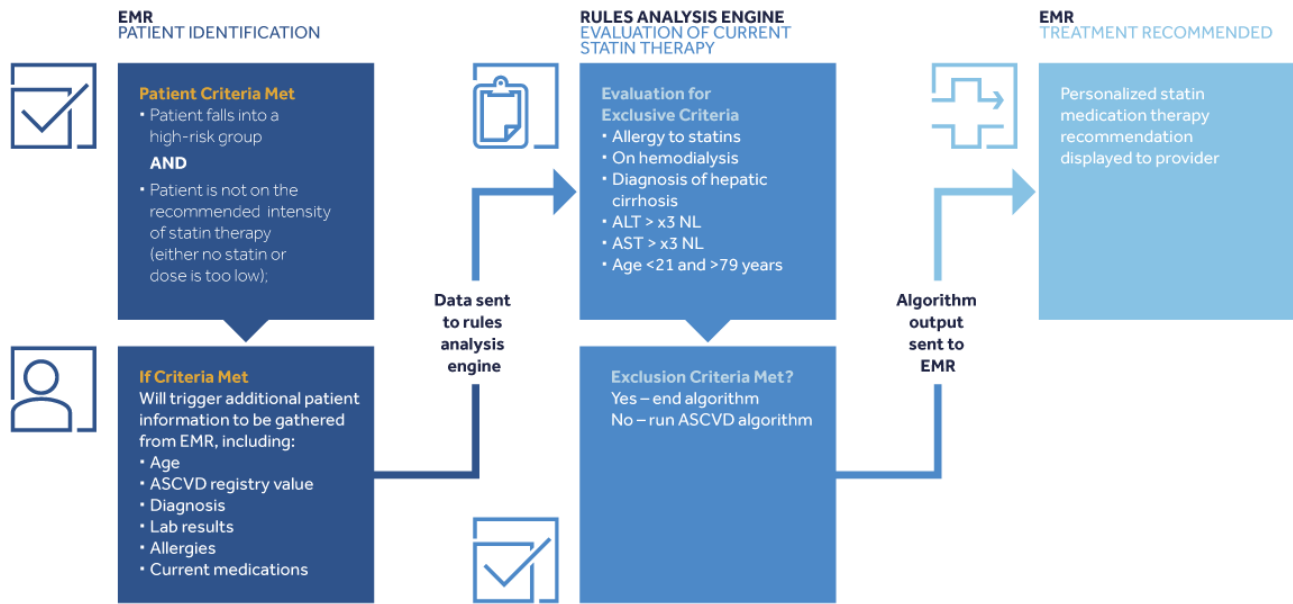 EMR
PATIENT IDENTIFICATION
Patient Criteria Met
• Patient falls into a
high-risk group
AND
• Patient is not on the
recommended intensity
of statin therapy
(either no statin or
dose is too low);
If Criteria Met
Will trigger additional patient
information to be gathered
from EMR, including:
• Age
• ASCVD registry value
• Diagnosis
• Lab results
• Allergies
• Current medications
Data sent
to rules
analysis
engine
RULES ANALYSIS ENGINE
EVALUATION OF CURRENT
STATIN THERAPY
Evaluation for
Exclusive Criteria
• Allergy to statins
• On hemodialysis
• Diagnosis of hepatic
cirrhosis
• ALT > x3 NL
• AST > x3 NL
• Age <21 and >79 years
Exclusion Criteria Met?
Yes – end algorithm
No – run ASCVD algorithm
Algorithm
output
sent to
EMR
EMR
TREATMENT RECOMMENDED
Personalized statin
medication therapy
recommendation
displayed to provider